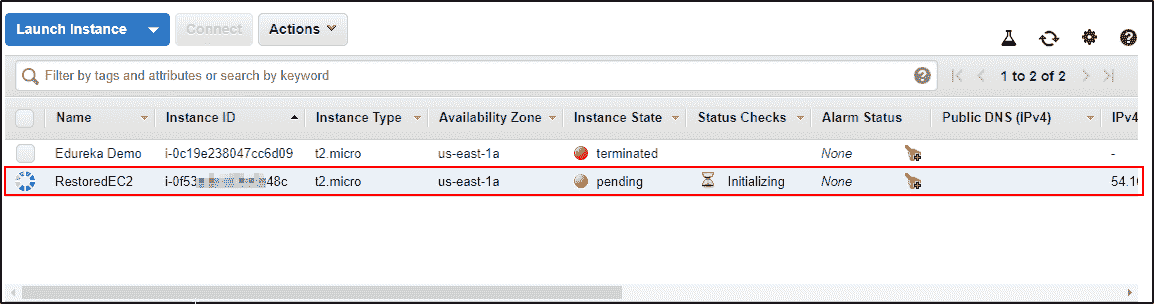 Launch Instance Connect Actions
Filter by tags and attributes or search by keyword 1 to 2 of 2
Name Instance ID Instance Type Availability Zone Instance State Status Checks Alarm Status Public DNS (IPv4) IPv4
Edureka Demo i-0c19e238047cc6d09 t2.micro us-east-1a terminated None -
RestoredEC2 i-0f53 48c t2.micro us-east-1a pending Initializing None 54.1